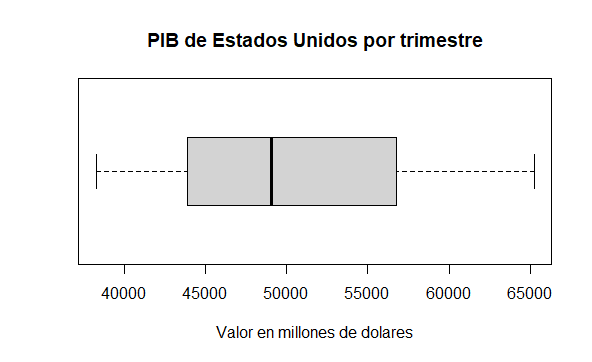 PIB de Estados Unidos por trimestre
40000 45000 50000 55000 60000 65000
Valor en millones de dolares